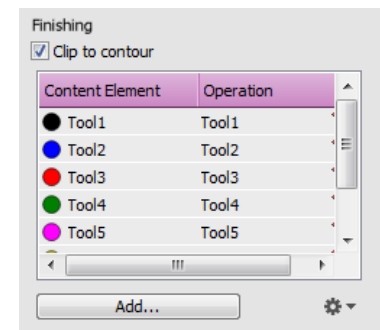 Finishing
Clip to contour
Content Element Operation
Tool1 Tool1
Tool2 Tool2
Tool3 Tool3
Tool4 Tool4
Tool5 Tool5
Add...